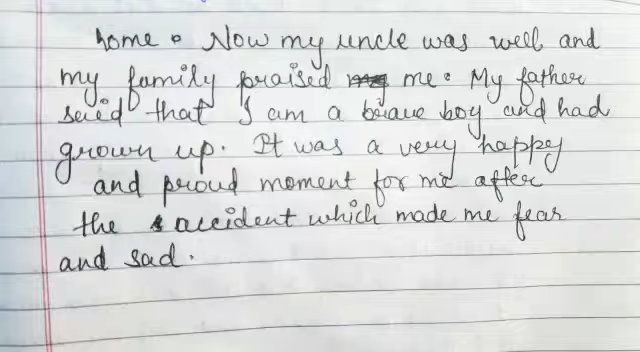 home. Now my uncle was well and
my family praised me. My father
saied that I am a brave boy and had
grown up. It was a very happy
and proud moment for me after
the accident which made me fear
and sad.